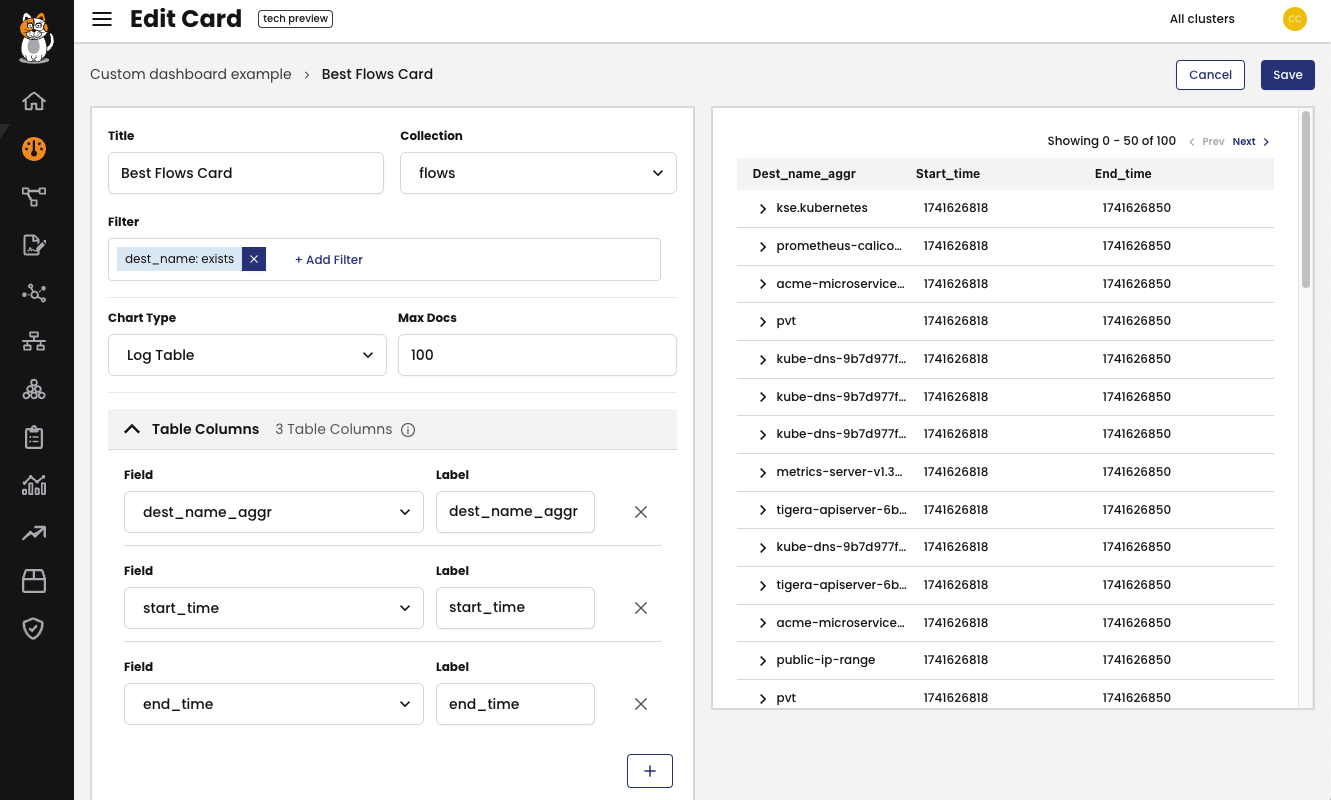 Edit Card tech preview All clusters CC
Custom dashboard example › Best Flows Card Cancel Save
Title Collection
Best Flows Card flows
Filter
dest_name: exists + Add Filter
Chart Type Max Docs
Log Table 100
Table Columns 3 Table Columns
Field Label
dest_name_aggr dest_name_aggr
Field Label
start_time start_time
Field Label
end_time end_time
+
Showing 0 - 50 of 100 Prev Next
Dest_name_aggr Start_time End_time
kse.kubernetes 1741626818 1741626850
prometheus-calico... 1741626818 1741626850
acme-microservice... 1741626818 1741626850
pvt 1741626818 1741626850
kube-dns-9b7d977f... 1741626818 1741626850
kube-dns-9b7d977f... 1741626818 1741626850
kube-dns-9b7d977f... 1741626818 1741626850
metrics-server-v1.3... 1741626818 1741626850
tigera-apiserver-6b... 1741626818 1741626850
kube-dns-9b7d977f... 1741626818 1741626850
tigera-apiserver-6b... 1741626818 1741626850
acme-microservice... 1741626818 1741626850
public-ip-range 1741626818 1741626850
pvt 1741626818 1741626850